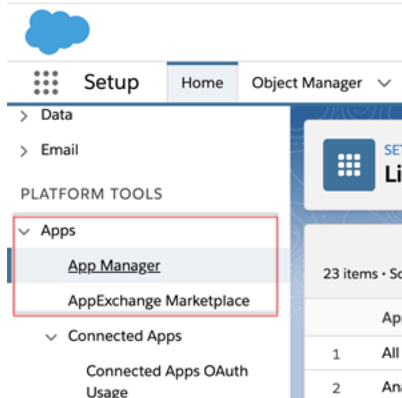 Setup Home Object Manager
Data
Email
PLATFORM TOOLS
Apps
App Manager
AppExchange Marketplace
Connected Apps
Connected Apps OAuth
Usage
23 items
1 All
2